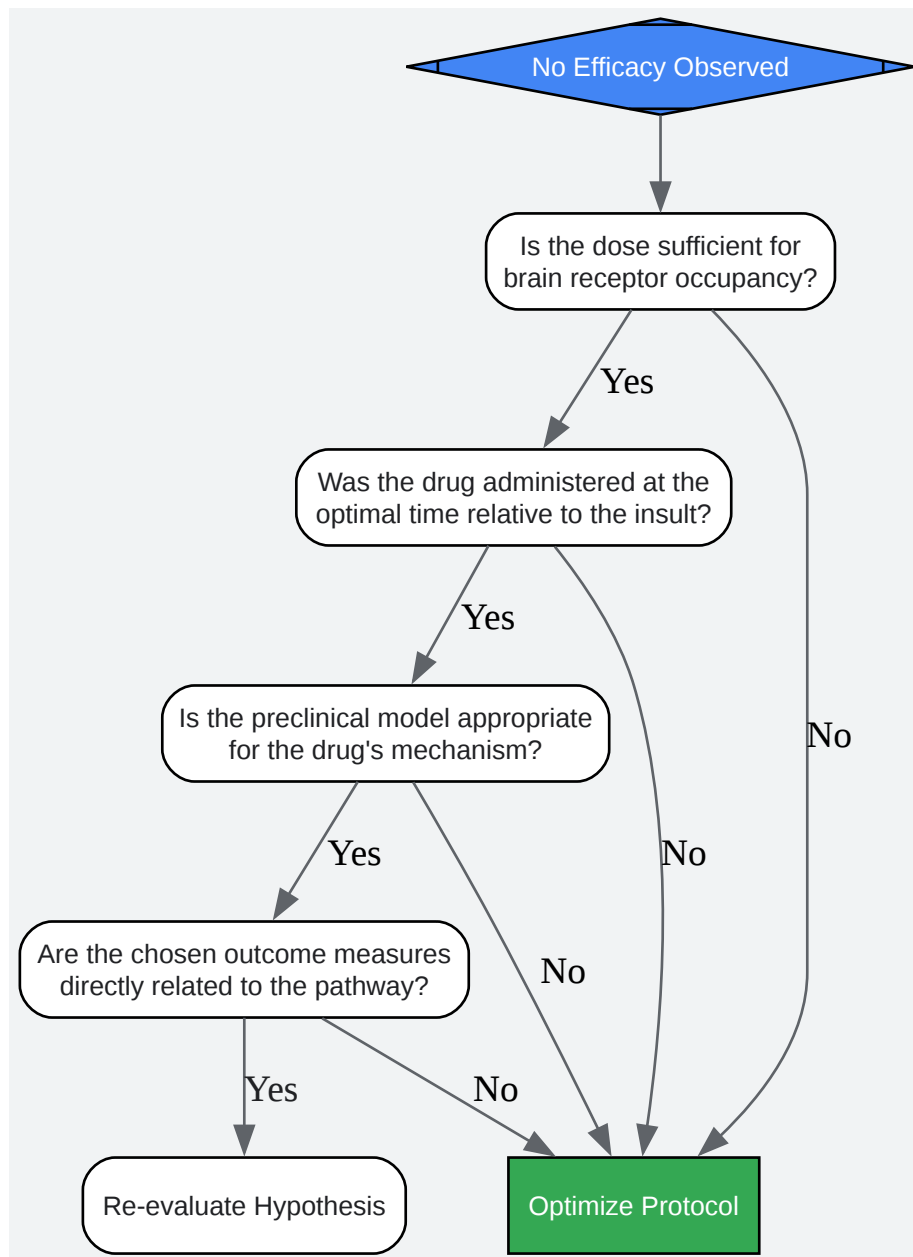 No Efficacy Observed
Is the dose sufficient for
brain receptor occupancy?
Yes
Was the drug administered at the
optimal time relative to the insult?
Yes
Is the preclinical model appropriate
for the drug's mechanism?
No
Yes
No
Are the chosen outcome measures
directly related to the pathway?
No
Yes
No
Re-evaluate Hypothesis
Optimize Protocol